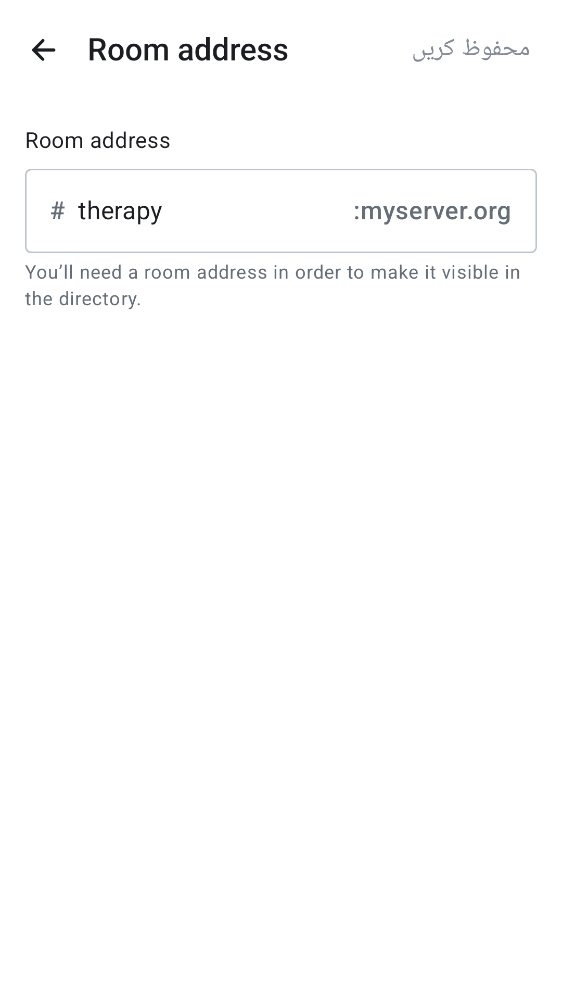 Room address
محفوظ کریں
Room address
# therapy :myserver.org
You’ll need a room address in order to make it visible in
the directory.